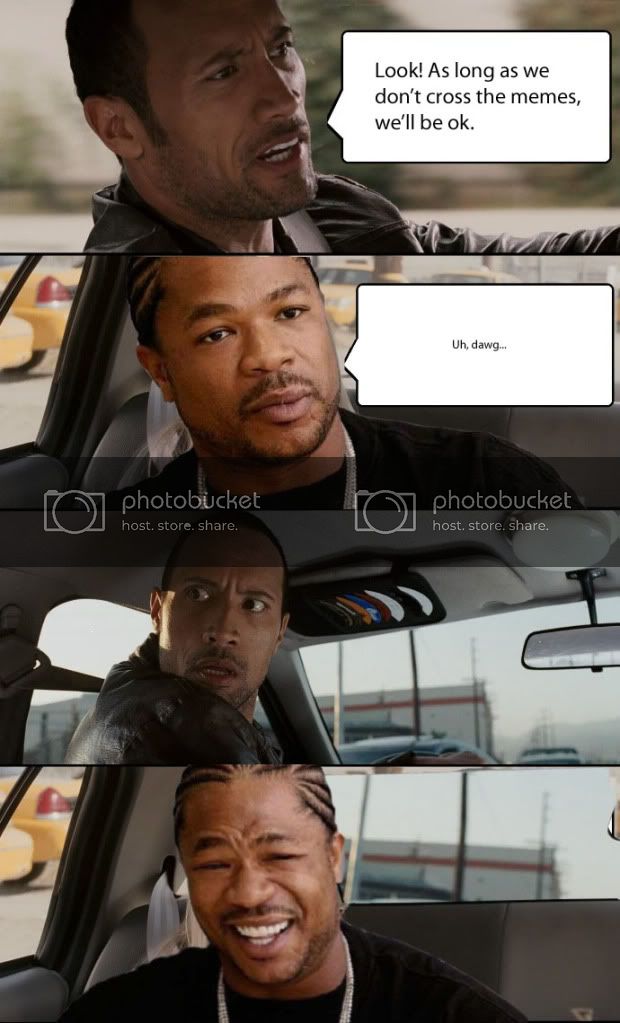 Look! As long as we
don't cross the memes,
we'll be ok.
Uh, dawg...
photobucket
host. store. share.
photobucket
host. store. share.